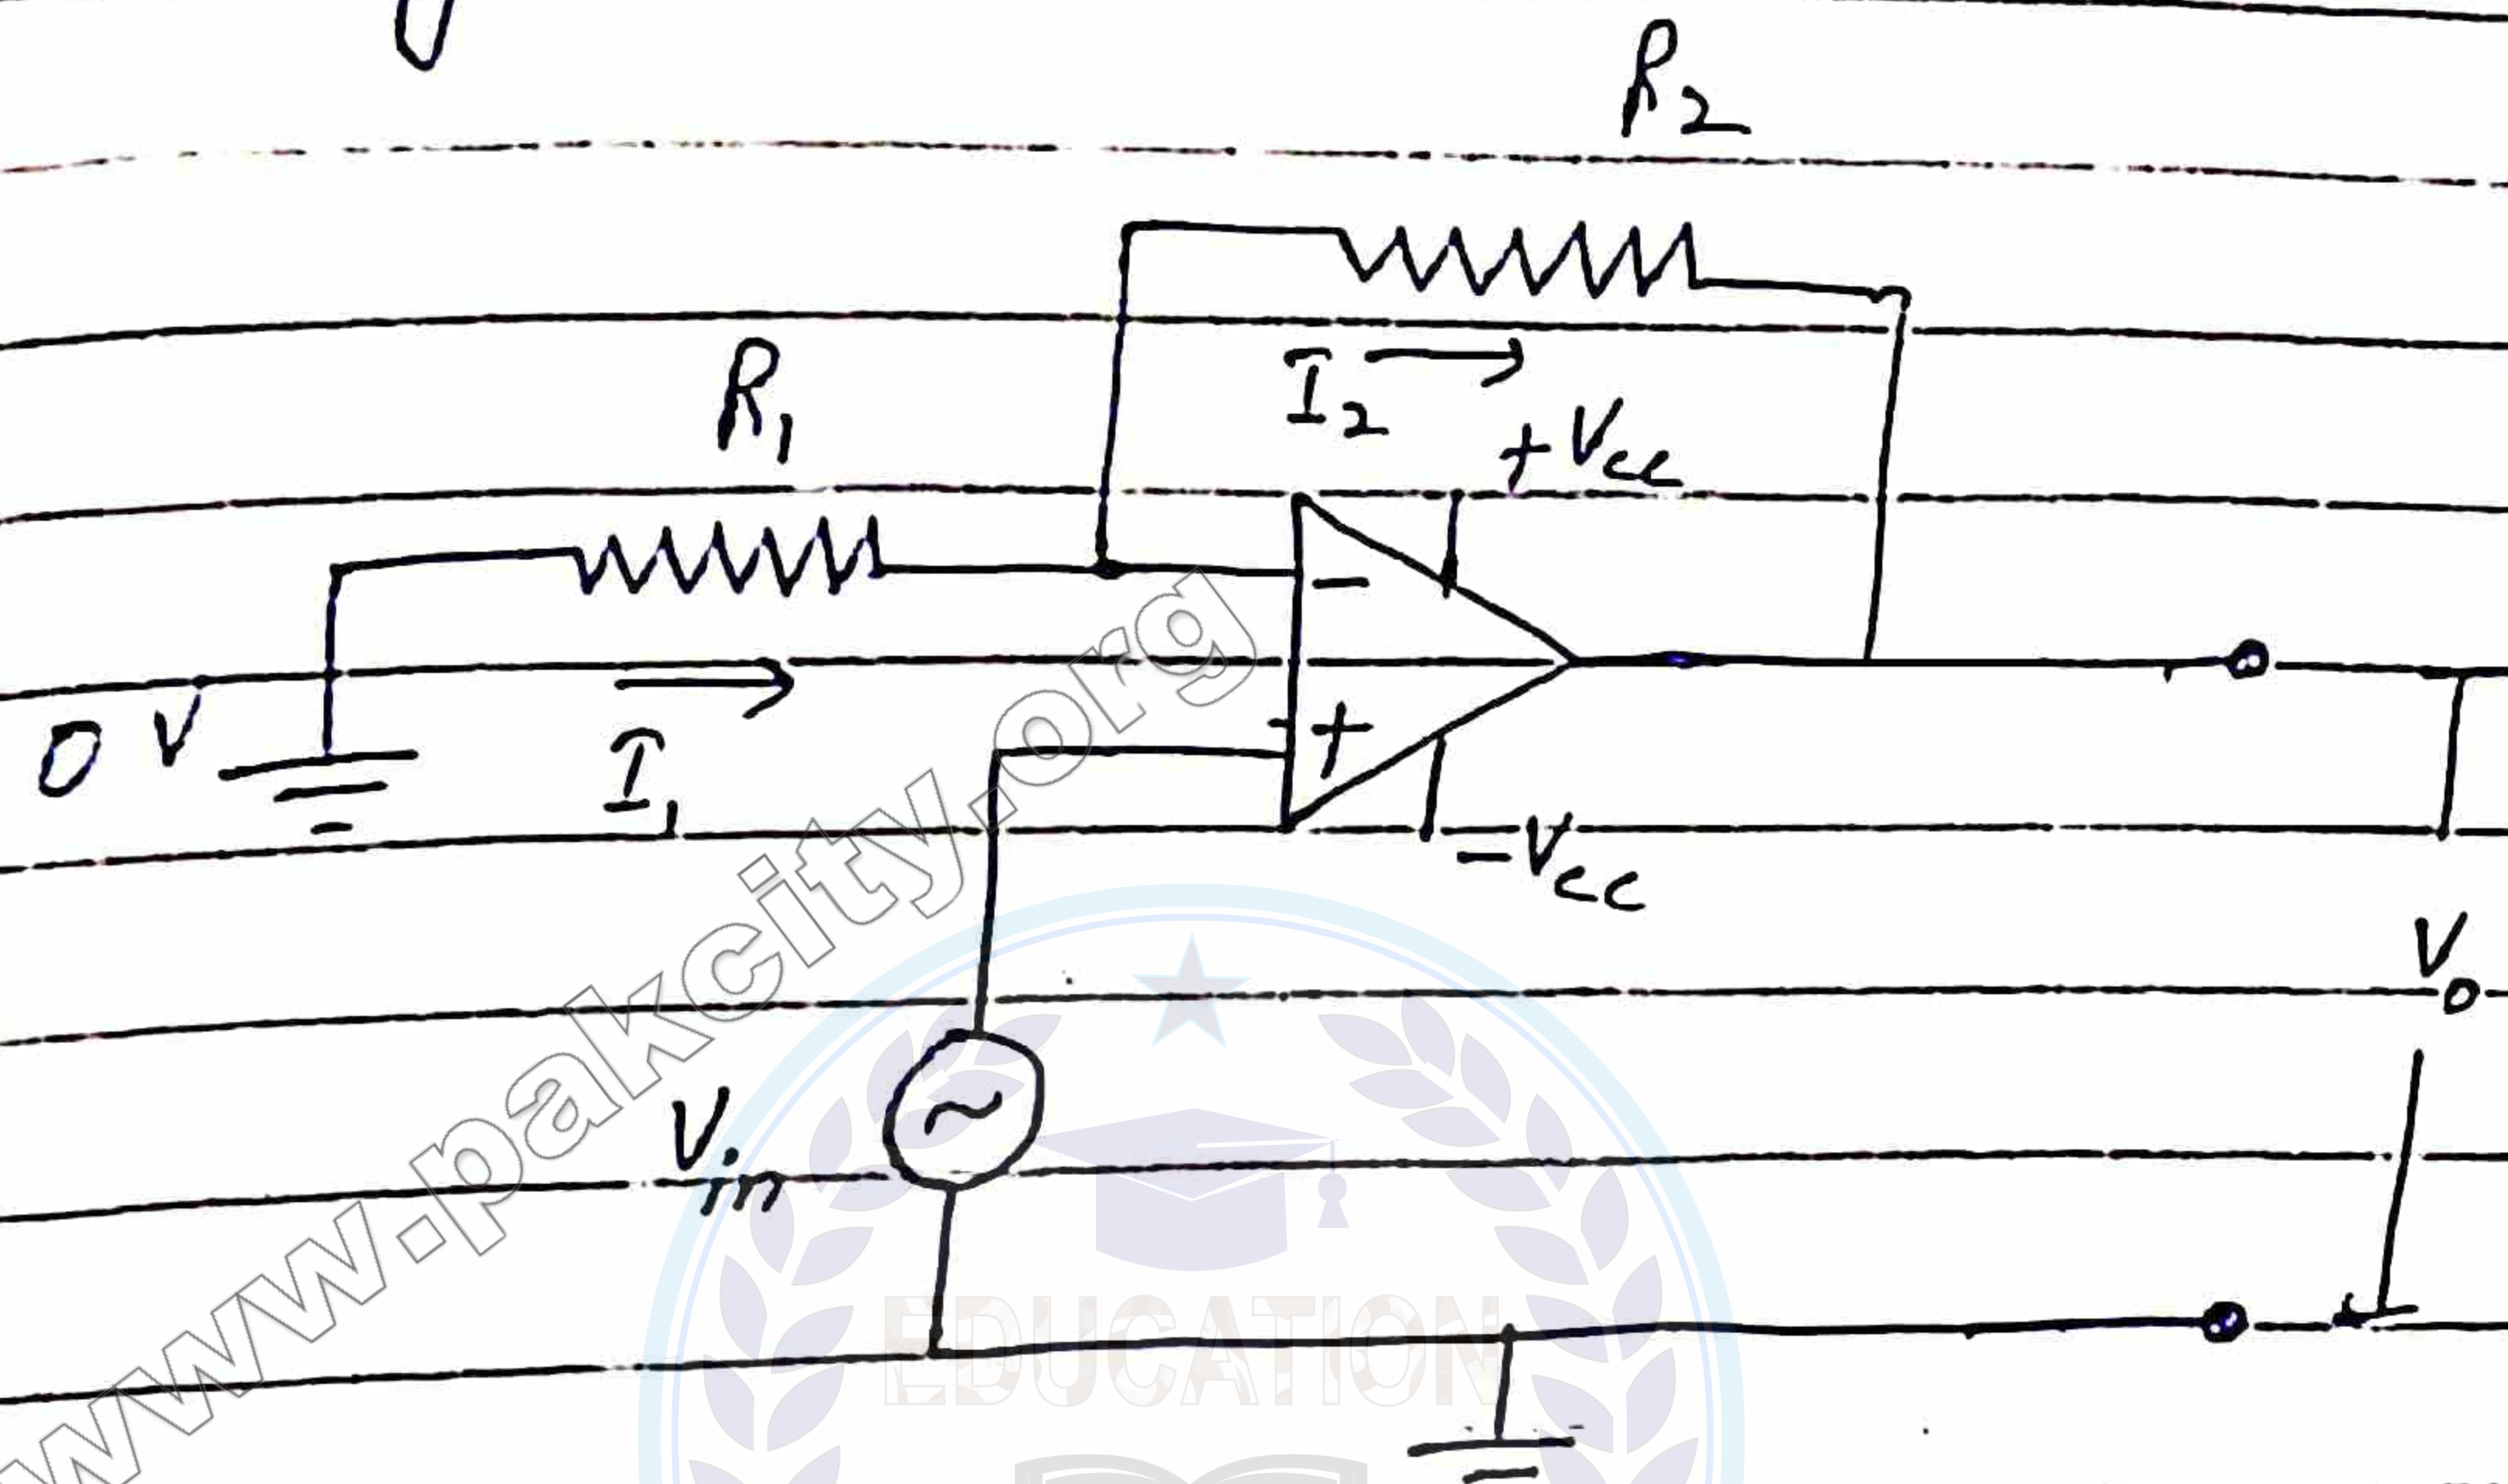 R2
R1
I2
+Vcc
-
0 V
I1
+
-Vcc
Vo
Vin
~
www.pakcity.org
EDUCATION